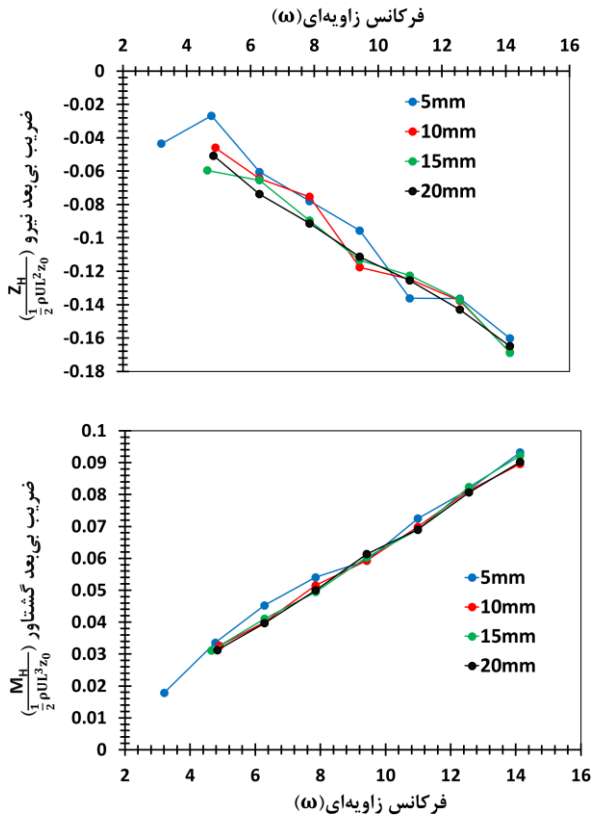 فرکانس زاویه‌ای(ω)
2 4 6 8 10 12 14 16
0
-0.02
-0.04
-0.06
-0.08
-0.1
-0.12
-0.14
-0.16
-0.18
ضریب بی‌بعد نیرو (Z_H / ½ρUL²z₀)
5mm
10mm
15mm
20mm
0.1
0.09
0.08
0.07
0.06
0.05
0.04
0.03
0.02
0.01
0
ضریب بی‌بعد گشتاور (M_H / ½ρUL³z₀)
5mm
10mm
15mm
20mm
2 4 6 8 10 12 14 16
فرکانس زاویه‌ای(ω)